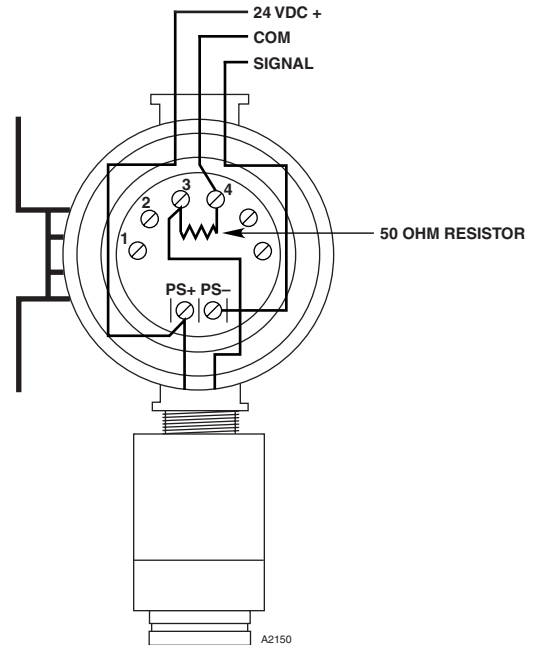 24 VDC +
COM
SIGNAL
3
4
2
1
50 OHM RESISTOR
PS+ PS–
A2150